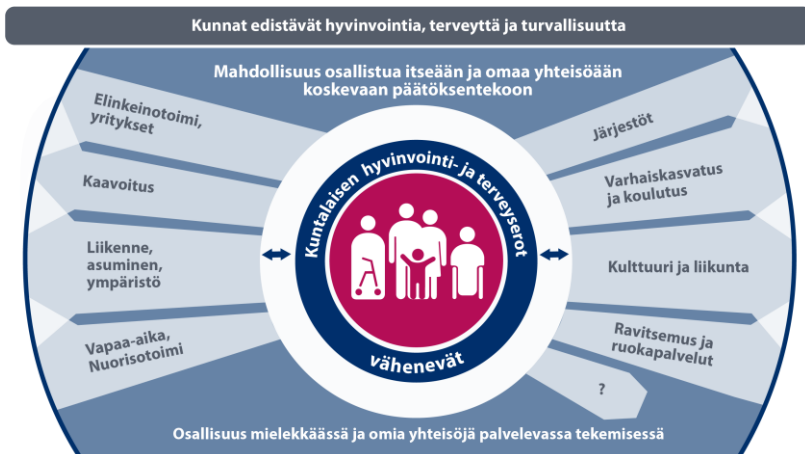 Kunnat edistävät hyvinvointia, terveyttä ja turvallisuutta
Mahdollisuus osallistua itseään ja omaa yhteisöään
koskevaan päätöksentekoon
Elinkeinotoimi,
yritykset
Kaavoitus
Liikenne,
asuminen,
ympäristö
Vapaa-aika,
Nuorisotoimi
Kuntalaisen hyvinvointi- ja terveyserot
vähenevät
Järjestöt
Varhaiskasvatus
ja koulutus
Kulttuuri ja liikunta
Ravitsemus ja
ruokapalvelut
?
Osallisuus mielekkäässä ja omia yhteisöjä palvelevassa tekemisessä